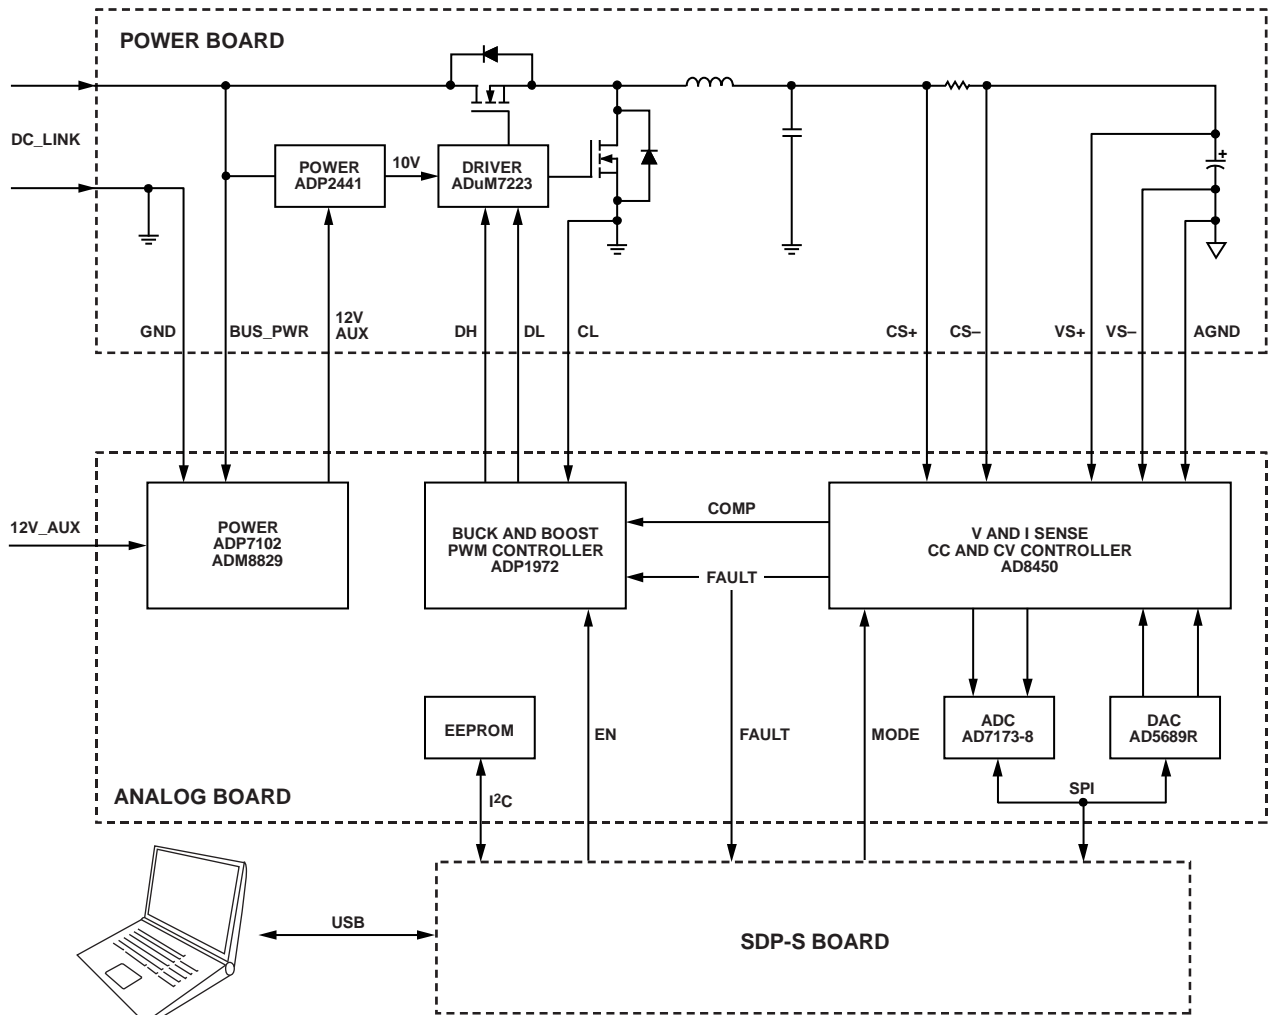 POWER BOARD
DC_LINK
POWER
ADP2441
10V
DRIVER
ADuM7223
+
GND
BUS_PWR
12V
AUX
DH
DL
CL
CS+
CS–
VS+
VS–
AGND
12V_AUX
POWER
ADP7102
ADM8829
BUCK AND BOOST
PWM CONTROLLER
ADP1972
COMP
FAULT
V AND I SENSE
CC AND CV CONTROLLER
AD8450
EEPROM
EN
FAULT
MODE
ADC
AD7173-8
DAC
AD5689R
SPI
ANALOG BOARD
I²C
USB
SDP-S BOARD